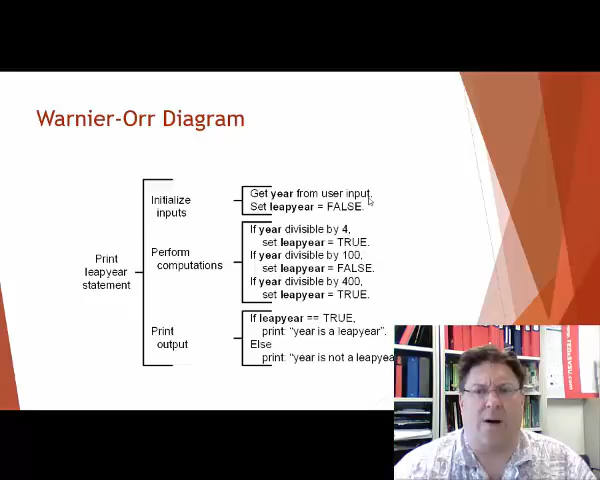 Warnier-Orr Diagram
Print
leapyear
statement
Initialize
inputs
Get year from user input.
Set leapyear = FALSE.
Perform
computations
If year divisible by 4,
set leapyear = TRUE.
If year divisible by 100,
set leapyear = FALSE.
If year divisible by 400,
set leapyear = TRUE.
Print
output
If leapyear == TRUE,
print: "year is a leapyear".
Else
print: "year is not a leapyea